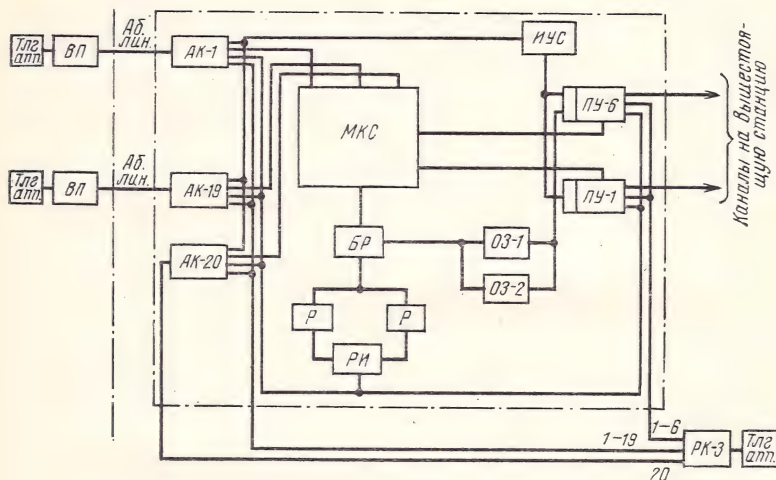 Тлг
апп.
ВП
Аб.
лин.
АК-1
ИУС
МКС
ПУ-6
Каналы на вышестоя-
щую станцию
Тлг
апп.
ВП
Аб.
лин.
АК-19
ПУ-1
АК-20
БР
ОЗ-1
ОЗ-2
Р
Р
РИ
1-6
1-19
20
РК-3
Тлг
апп.